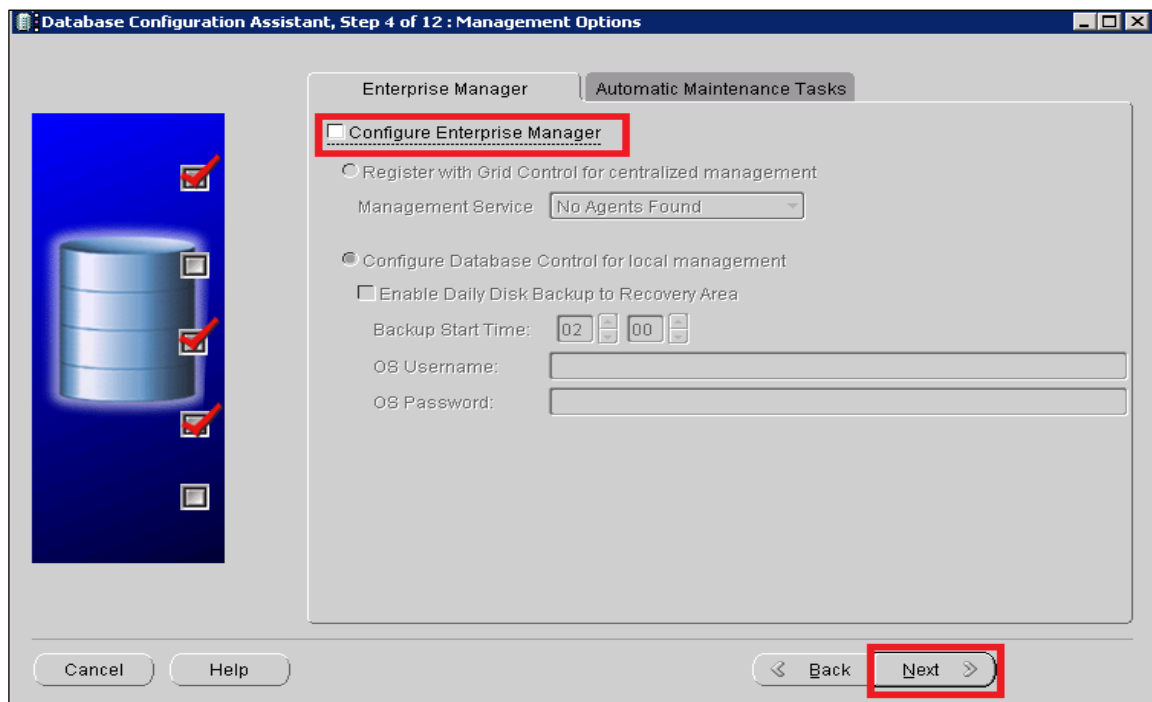 Database Configuration Assistant, Step 4 of 12 : Management Options
Enterprise Manager
Automatic Maintenance Tasks
Configure Enterprise Manager
Register with Grid Control for centralized management
Management Service No Agents Found
Configure Database Control for local management
Enable Daily Disk Backup to Recovery Area
Backup Start Time: 02 00
OS Username:
OS Password:
Cancel Help Back Next